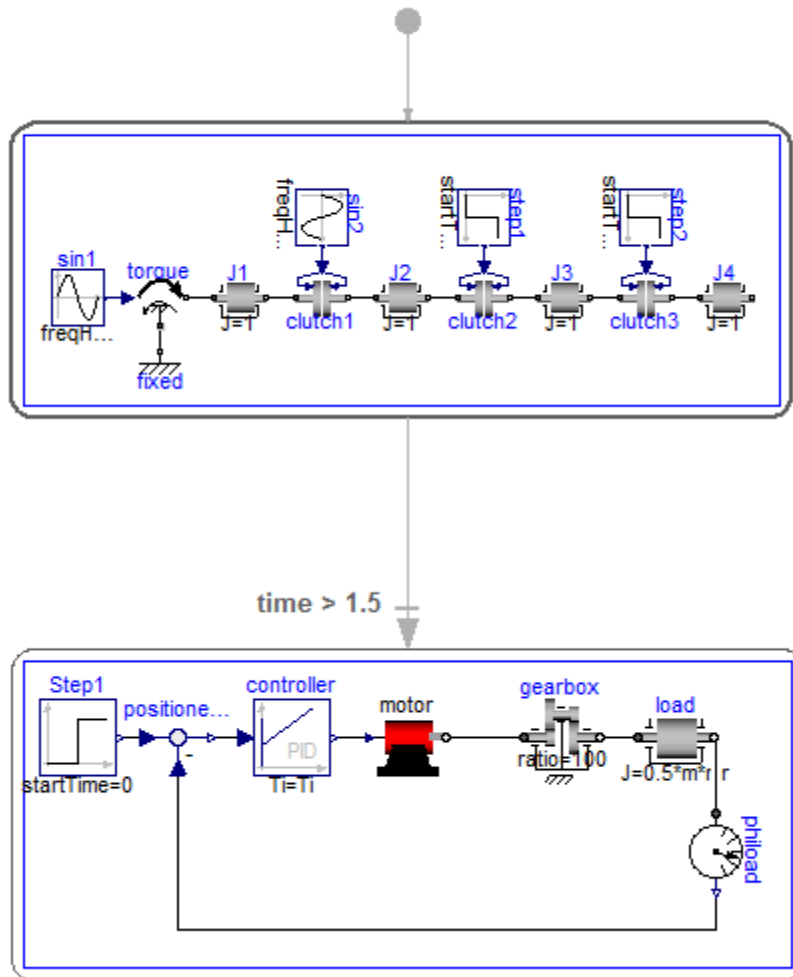 freqH...
sin2
startT...
step1
startT...
step2
sin1
torque
J1
J2
J3
J4
freqH...
J=1
clutch1
J=1
clutch2
J=1
clutch3
J=1
fixed
time > 1.5
Step1
positione...
controller
motor
gearbox
load
-
PID
startTime=0
Ti=Ti
ratio=100
J=0.5*m*r r
phiload